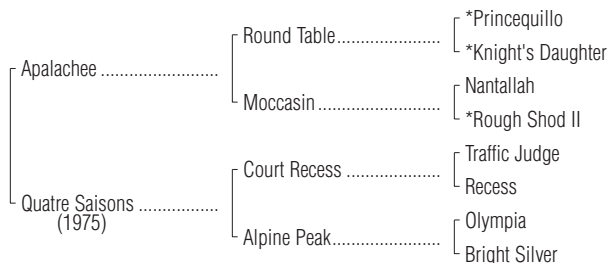 *Princequillo
Round Table
*Knight's Daughter
Apalachee
Nantallah
Moccasin
*Rough Shod II
Traffic Judge
Court Recess
Recess
Quatre Saisons
(1975)
Olympia
Alpine Peak
Bright Silver